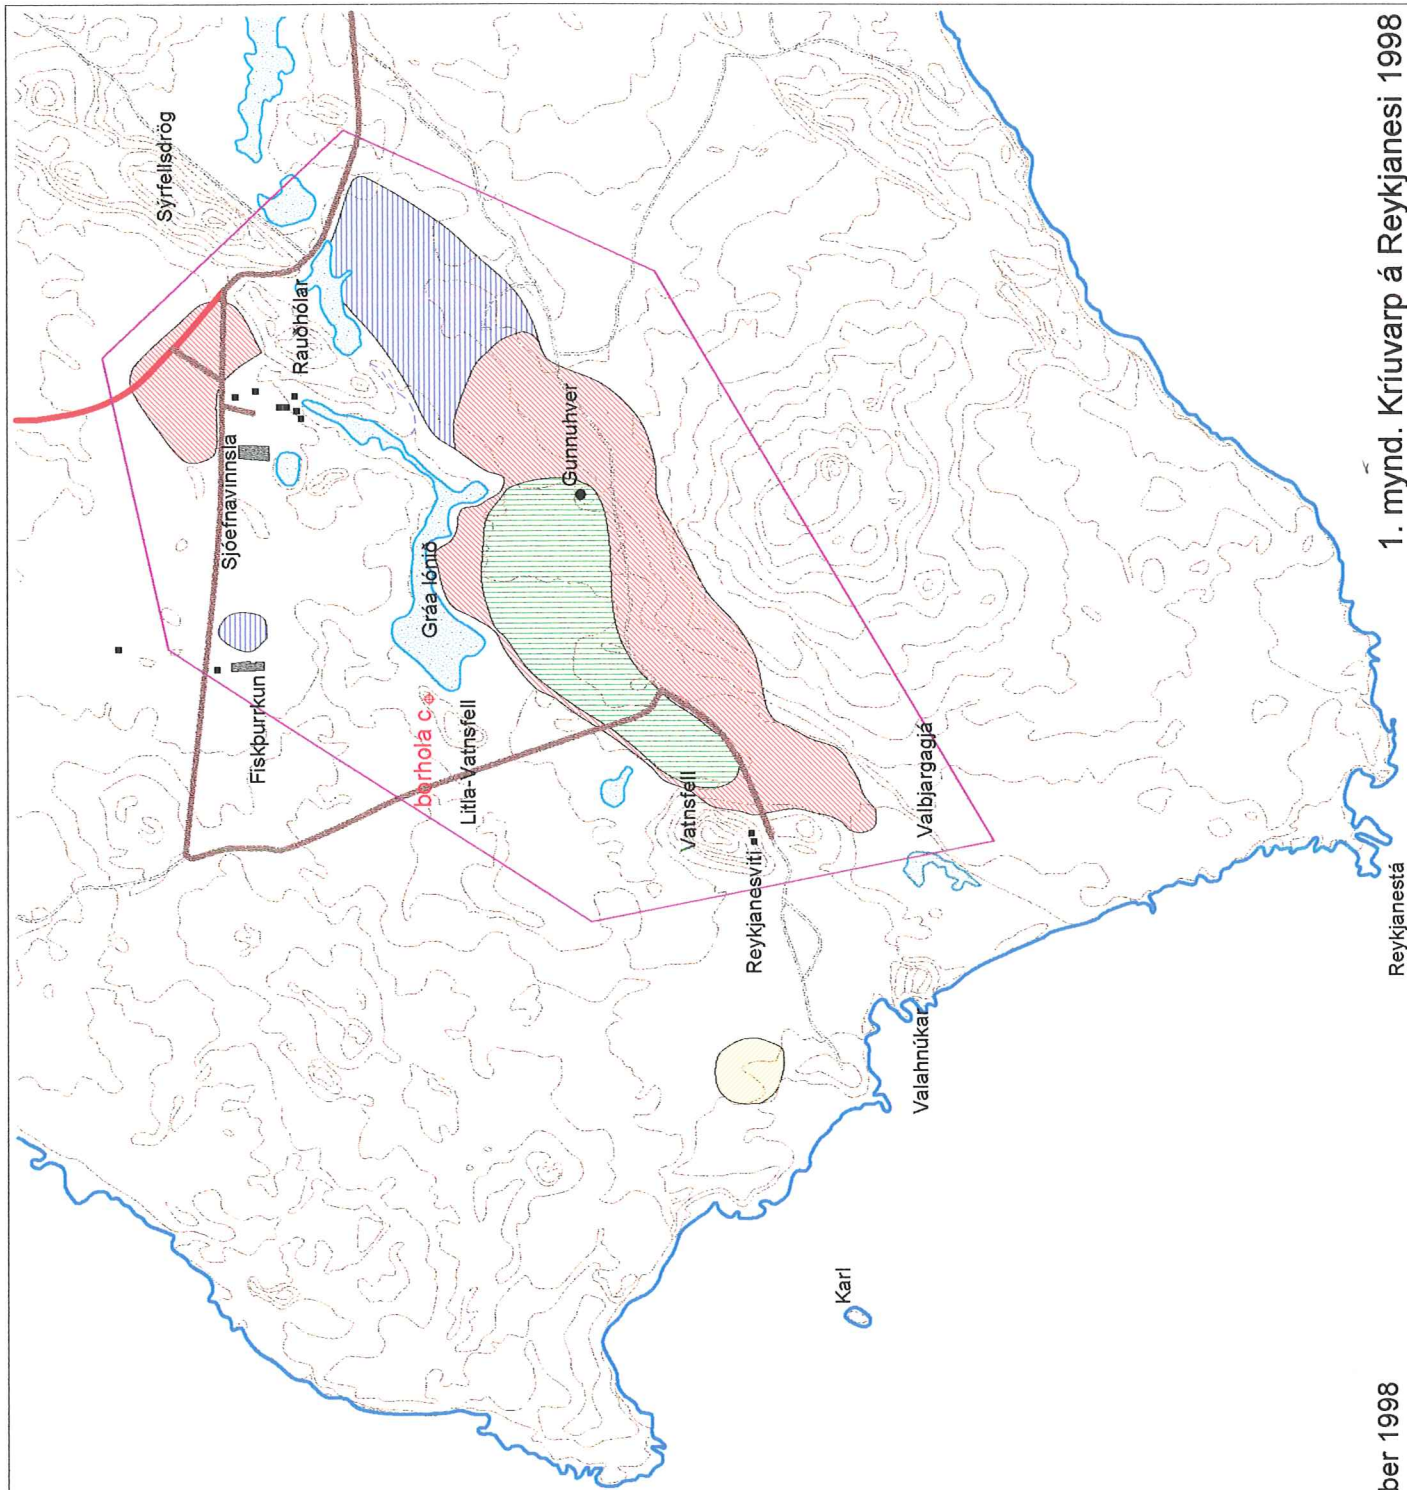 Sýrfellsdrög
Rauðhólar
Sjóefnavinnsla
Gunnuhver
Gráa lónið
Fiskþurrkun
borhola c
Litla-Vatnsfell
Vatnsfell
Reykjanesviti
Valbjargagjá
Valahnúkar
Karl
Reykjanestá
1. mynd. Kríuvarp á Reykjanesi 1998
ber 1998